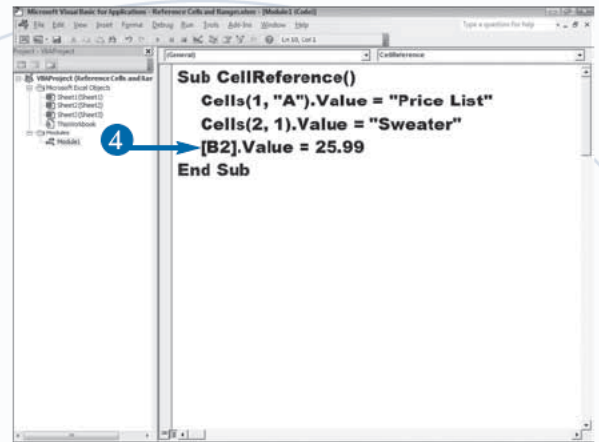 Microsoft Visual Basic for Applications - Reference Cells and Ranges.xlsm - [Module1 (Code)]
File Edit View Insert Format Debug Run Tools Add-Ins Window Help
Type a question for help
Ln 10, Col 1
Project - VBAProject
(General)
CellReference
VBAProject (Reference Cells and Ran
Microsoft Excel Objects
Sheet1 (Sheet1)
Sheet2 (Sheet2)
Sheet3 (Sheet3)
ThisWorkbook
Modules
Module1
Sub CellReference()
Cells(1, "A").Value = "Price List"
Cells(2, 1).Value = "Sweater"
4
[B2].Value = 25.99
End Sub